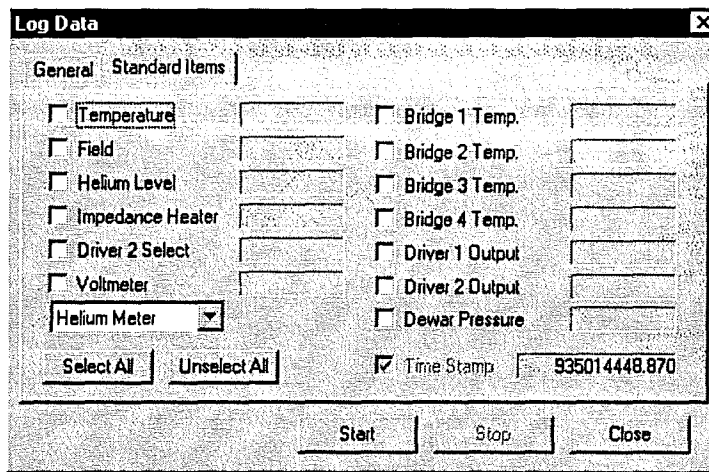 Log Data
General Standard Items
Temperature
Field
Helium Level
Impedance Heater
Driver 2 Select
Voltmeter
Helium Meter
Select All Unselect All
Bridge 1 Temp.
Bridge 2 Temp.
Bridge 3 Temp.
Bridge 4 Temp.
Driver 1 Output
Driver 2 Output
Dewar Pressure
Time Stamp 935014448.870
Start Stop Close